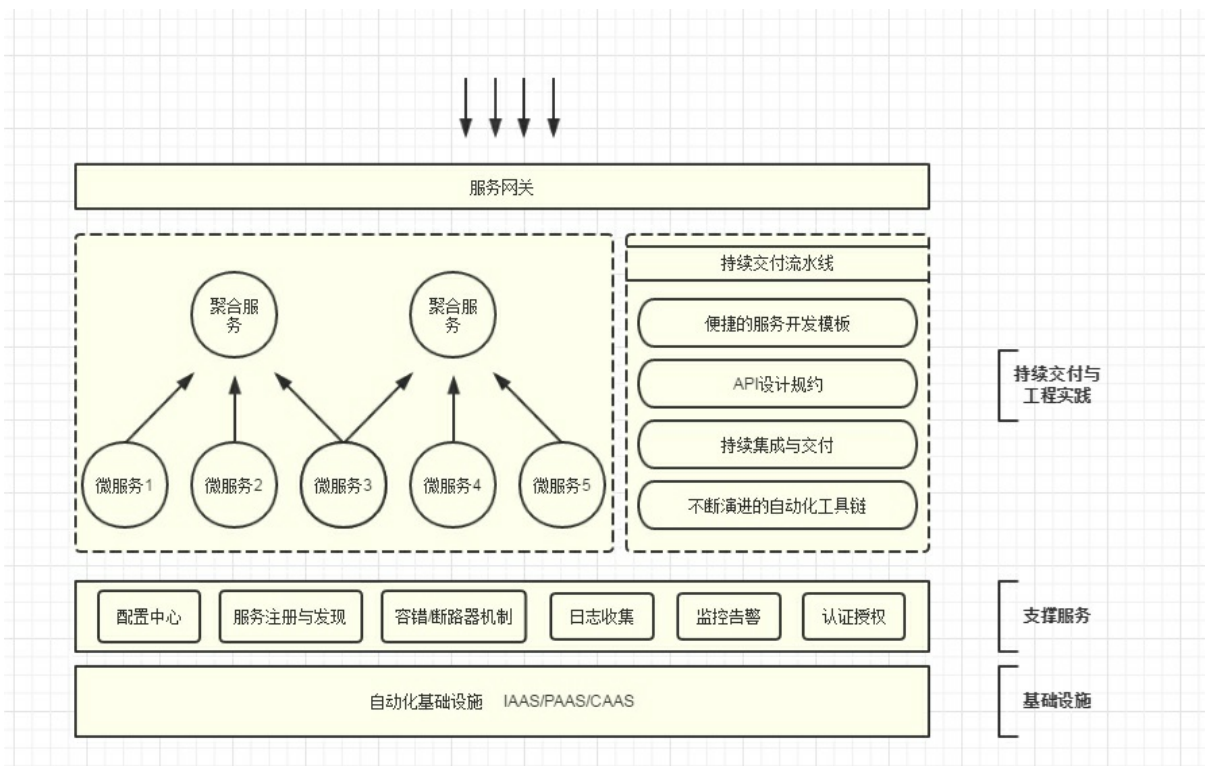 服务网关
聚合服
务
聚合服
务
微服务1
微服务2
微服务3
微服务4
微服务5
持续交付流水线
便捷的服务开发模板
API设计规约
持续集成与交付
不断演进的自动化工具链
持续交付与
工程实践
配置中心
服务注册与发现
容错/断路器机制
日志收集
监控告警
认证授权
支撑服务
自动化基础设施 IAAS/PAAS/CAAS
基础设施